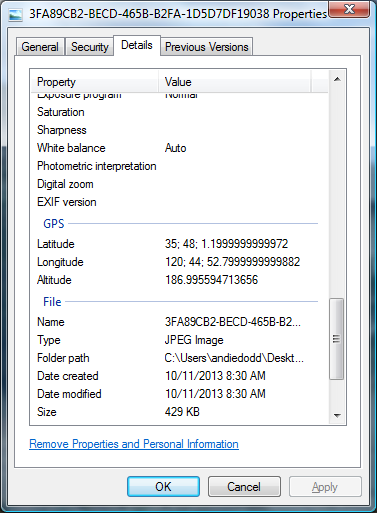 3FA89CB2-BECD-465B-B2FA-1D5D7DF19038 Properties
General Security Details Previous Versions
Property Value
Exposure program Normal
Saturation
Sharpness
White balance Auto
Photometric interpretation
Digital zoom
EXIF version
GPS
Latitude 35; 48; 1.1999999999972
Longitude 120; 44; 52.7999999999882
Altitude 186.995594713656
File
Name 3FA89CB2-BECD-465B-B2...
Type JPEG Image
Folder path C:\Users\andiedodd\Deskt...
Date created 10/11/2013 8:30 AM
Date modified 10/11/2013 8:30 AM
Size 429 KB
Remove Properties and Personal Information
OK Cancel Apply